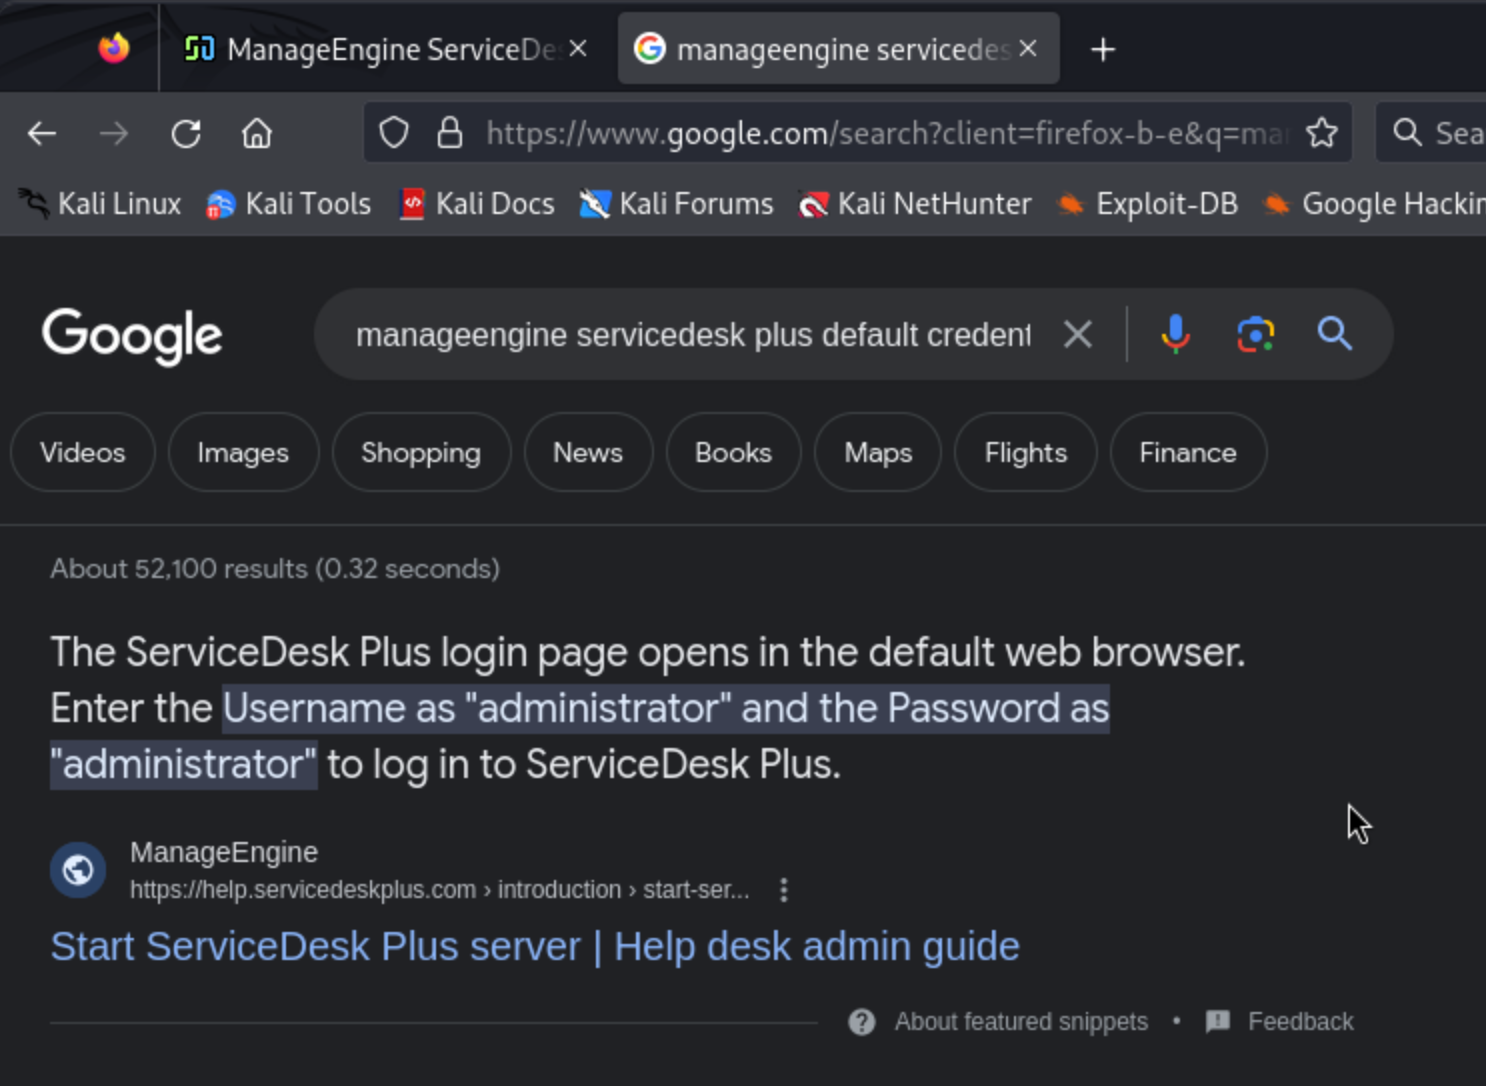 ManageEngine ServiceDe
manageengine servicedes
https://www.google.com/search?client=firefox-b-e&q=ma
Sea
Kali Linux Kali Tools Kali Docs Kali Forums Kali NetHunter Exploit-DB Google Hackin
Google
manageengine servicedesk plus default credent
Videos Images Shopping News Books Maps Flights Finance
About 52,100 results (0.32 seconds)
The ServiceDesk Plus login page opens in the default web browser.
Enter the Username as "administrator" and the Password as
"administrator" to log in to ServiceDesk Plus.
ManageEngine
https://help.servicedeskplus.com › introduction › start-ser...
Start ServiceDesk Plus server | Help desk admin guide
About featured snippets • Feedback